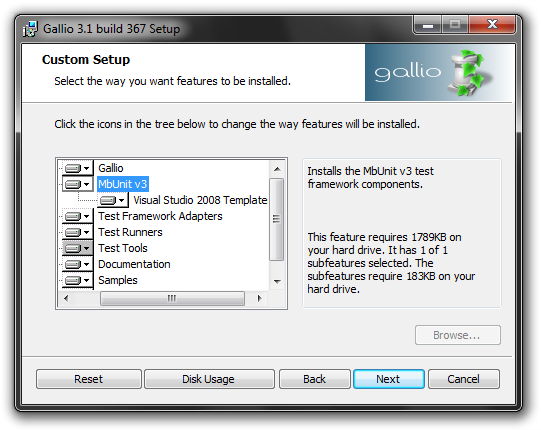 Gallio 3.1 build 367 Setup
Custom Setup
Select the way you want features to be installed.
gallio
Click the icons in the tree below to change the way features will be installed.
Gallio
MbUnit v3
Visual Studio 2008 Template
Test Framework Adapters
Test Runners
Test Tools
Documentation
Samples
Installs the MbUnit v3 test
framework components.
This feature requires 1789KB on
your hard drive. It has 1 of 1
subfeatures selected. The
subfeatures require 183KB on your
hard drive.
Browse...
Reset
Disk Usage
Back
Next
Cancel